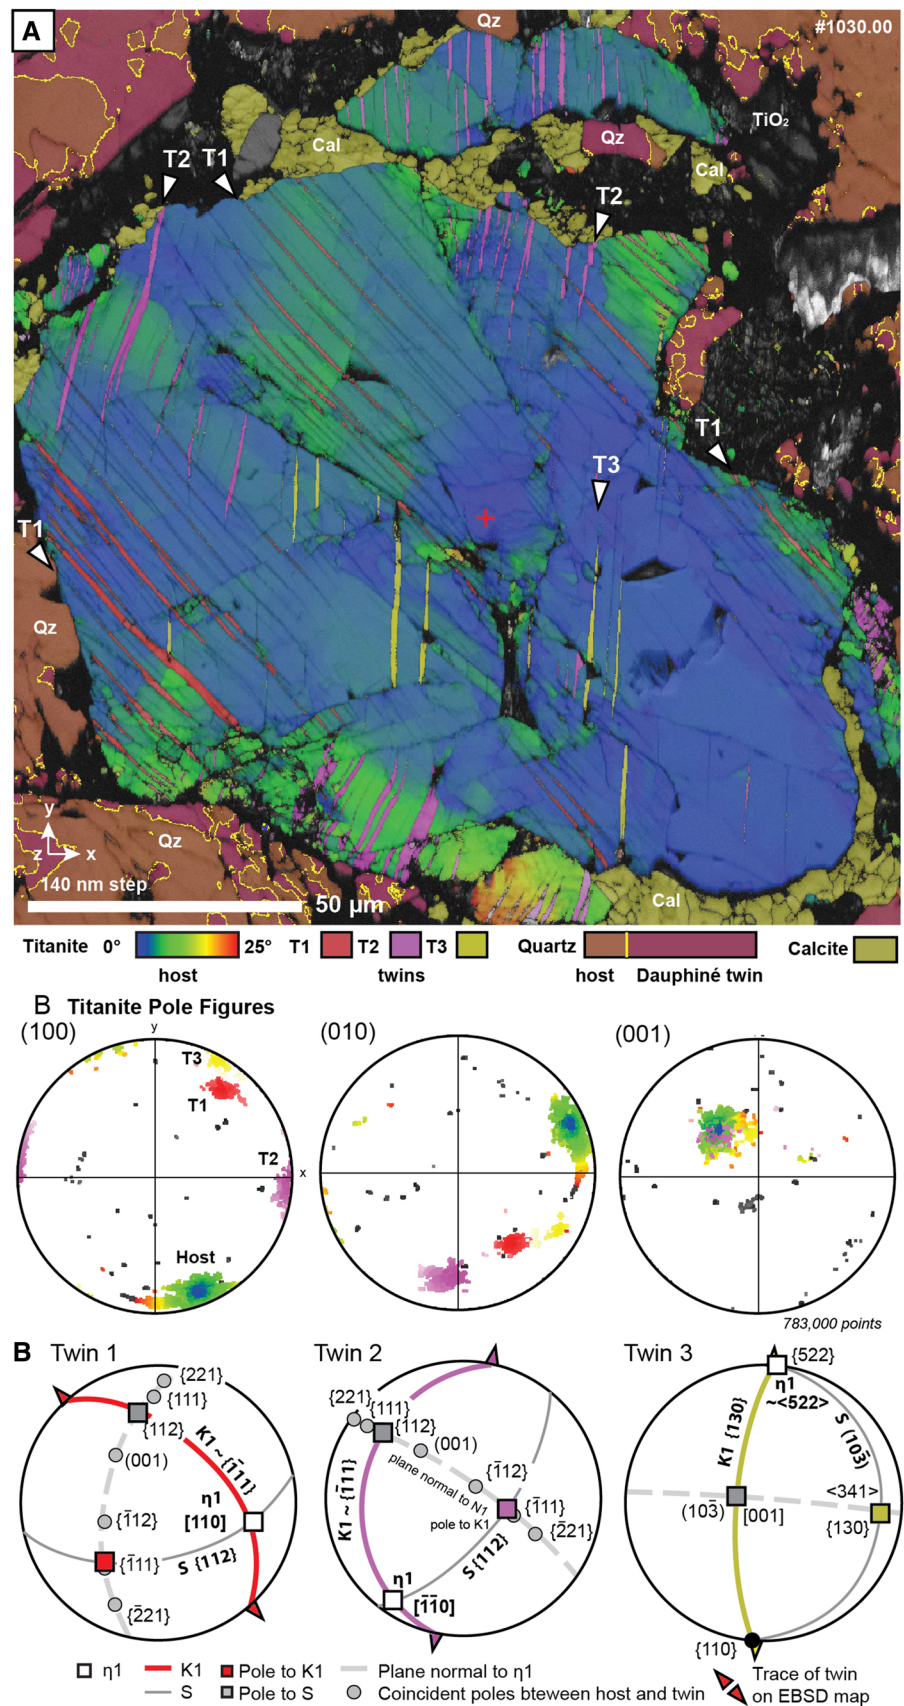 A
Qz
#1030.00
TiO₂
Cal
Qz
Cal
T2
T1
T2
T1
T3
T1
Qz
y
z
x
Qz
140 nm step
50 µm
Cal
Titanite 0° 25° T1 T2 T3 Quartz Calcite
host twins host Dauphiné twin
B Titanite Pole Figures
(100) y (010) (001)
T3
T1
T2
x
Host
783,000 points
B Twin 1 Twin 2 Twin 3
{221}
{111}
{112}
(001)
K1 ~{1̄11}
η1
[110]
{1̄12}
S {112}
{1̄11}
{2̄21}
{221}
{111}
{112}
(001)
plane normal to N1
{1̄12}
pole to K1
{1̄11}
{2̄21}
K1 ~{1̄11}
S {112}
η1
[1̄1̄0]
{522}
η1
~<522>
K1 {130}
S (103̄)
<341>
(103̄)
[001]
{130}
{110}
η1 K1 Pole to K1 Plane normal to η1
S Pole to S Coincident poles bteween host and twin
Trace of twin
on EBSD map